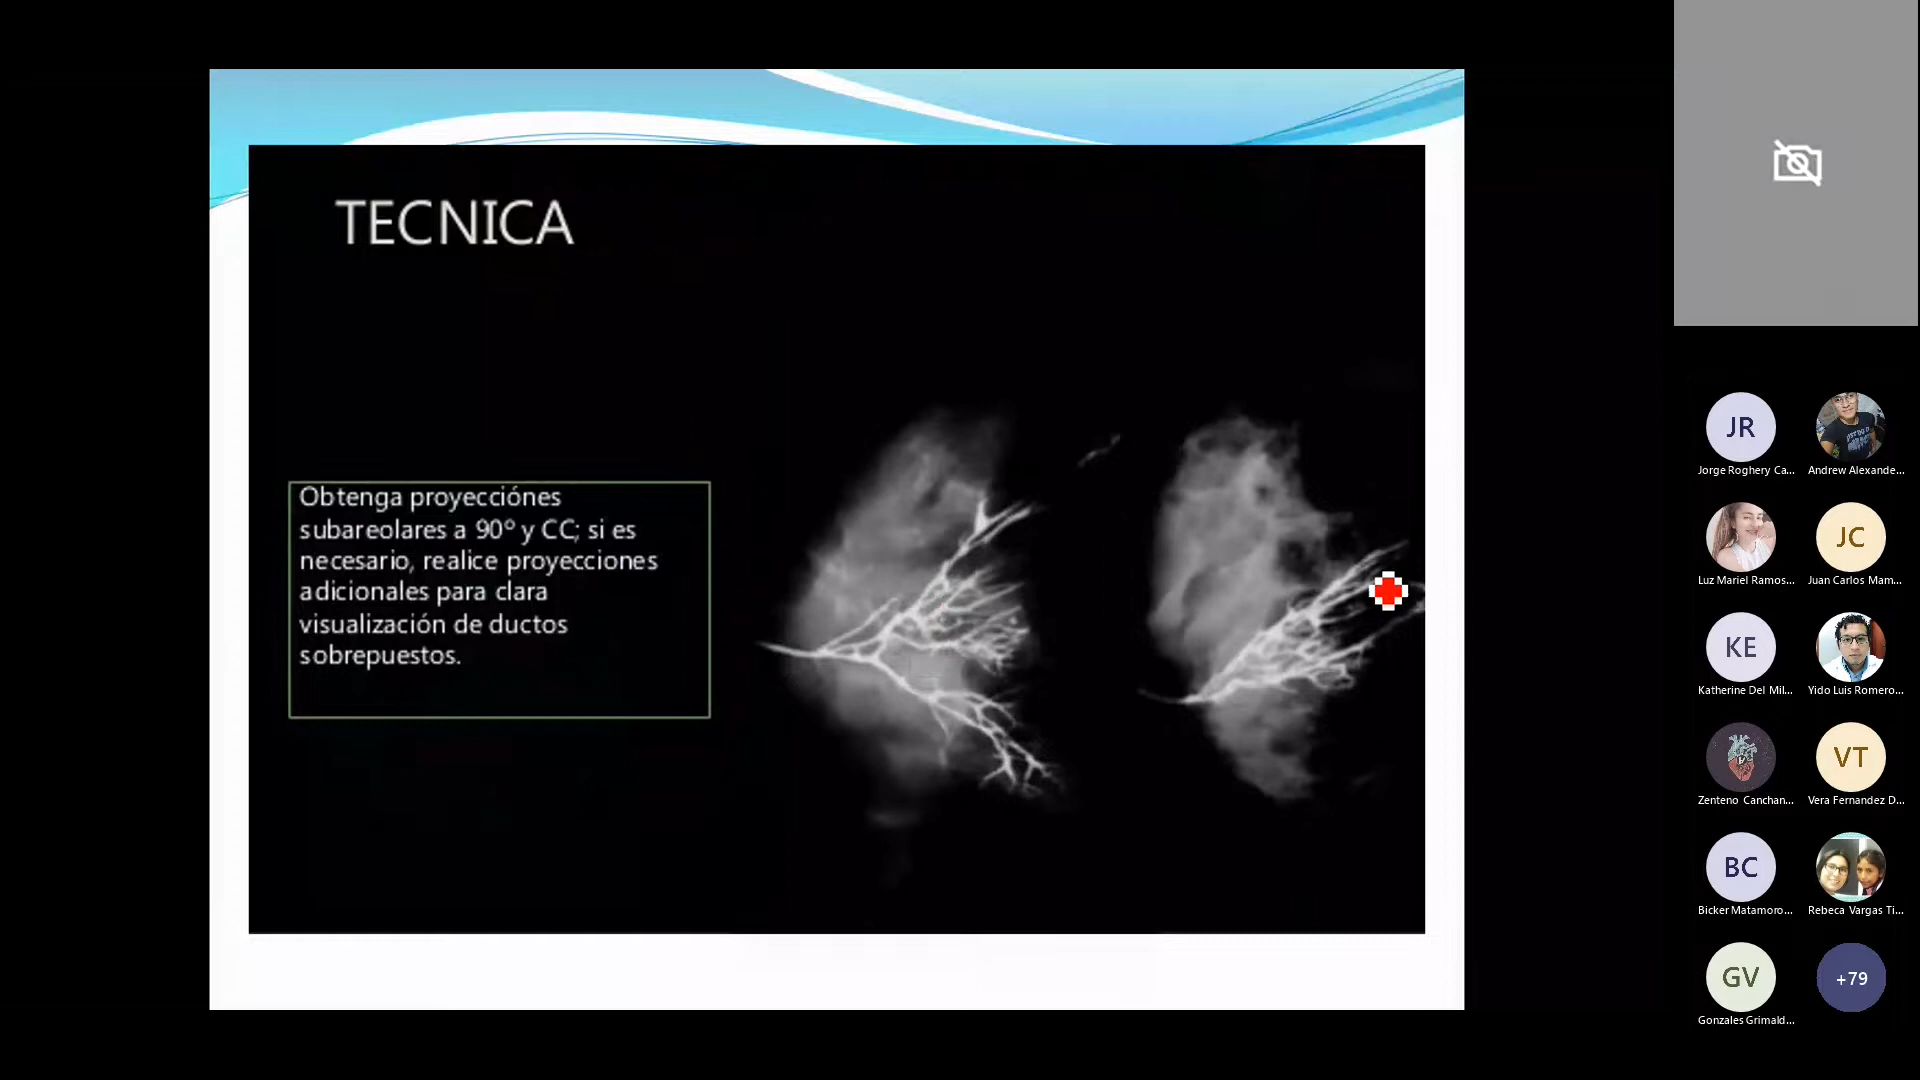 TECNICA
Obtenga proyecciónes
subareolares a 90º y CC; si es
necesario, realice proyecciones
adicionales para clara
visualización de ductos
sobrepuestos.
JR
Jorge Roghery Ca...
Andrew Alexande...
Luz Mariel Ramos...
JC
Juan Carlos Mam...
KE
Katherine Del Mil...
Yido Luis Romero...
Zenteno Canchan...
VT
Vera Fernandez D...
BC
Bicker Matamoro...
Rebeca Vargas Ti...
GV
Gonzales Grimald...
+79